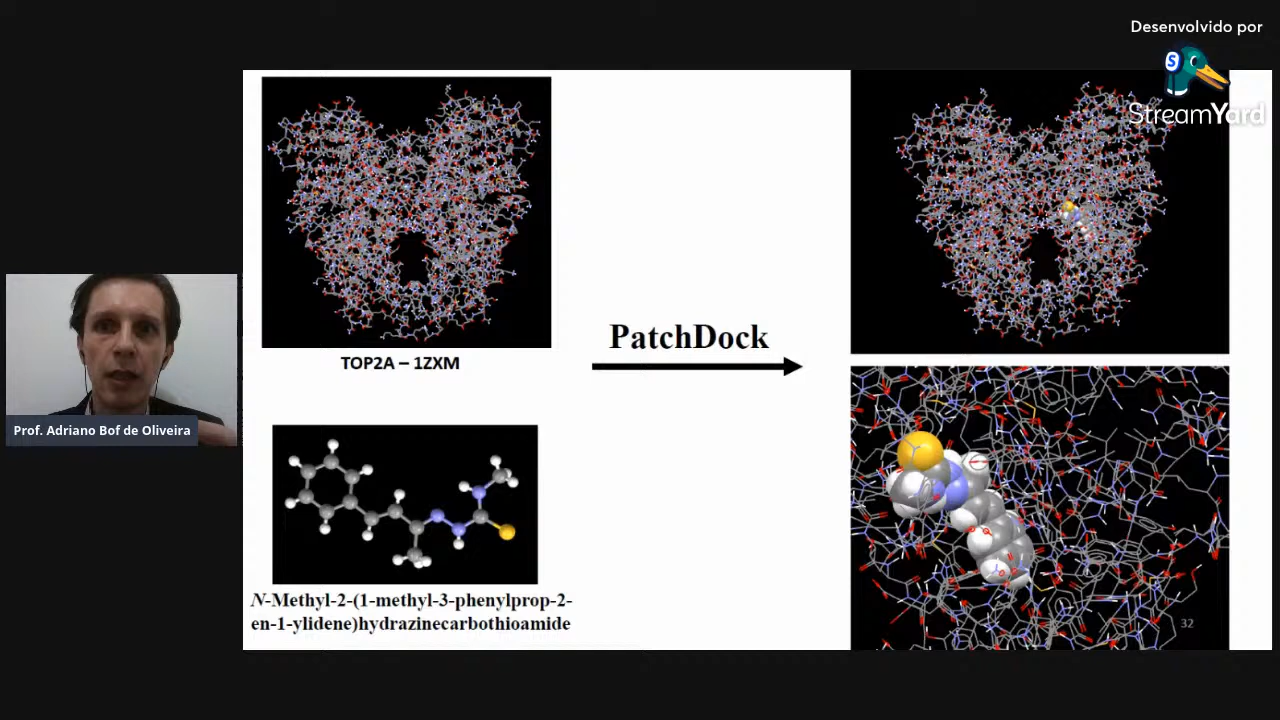 Desenvolvido por
StreamYard
TOP2A – 1ZXM
PatchDock
Prof. Adriano Bof de Oliveira
N-Methyl-2-(1-methyl-3-phenylprop-2-
en-1-ylidene)hydrazinecarbothioamide
32